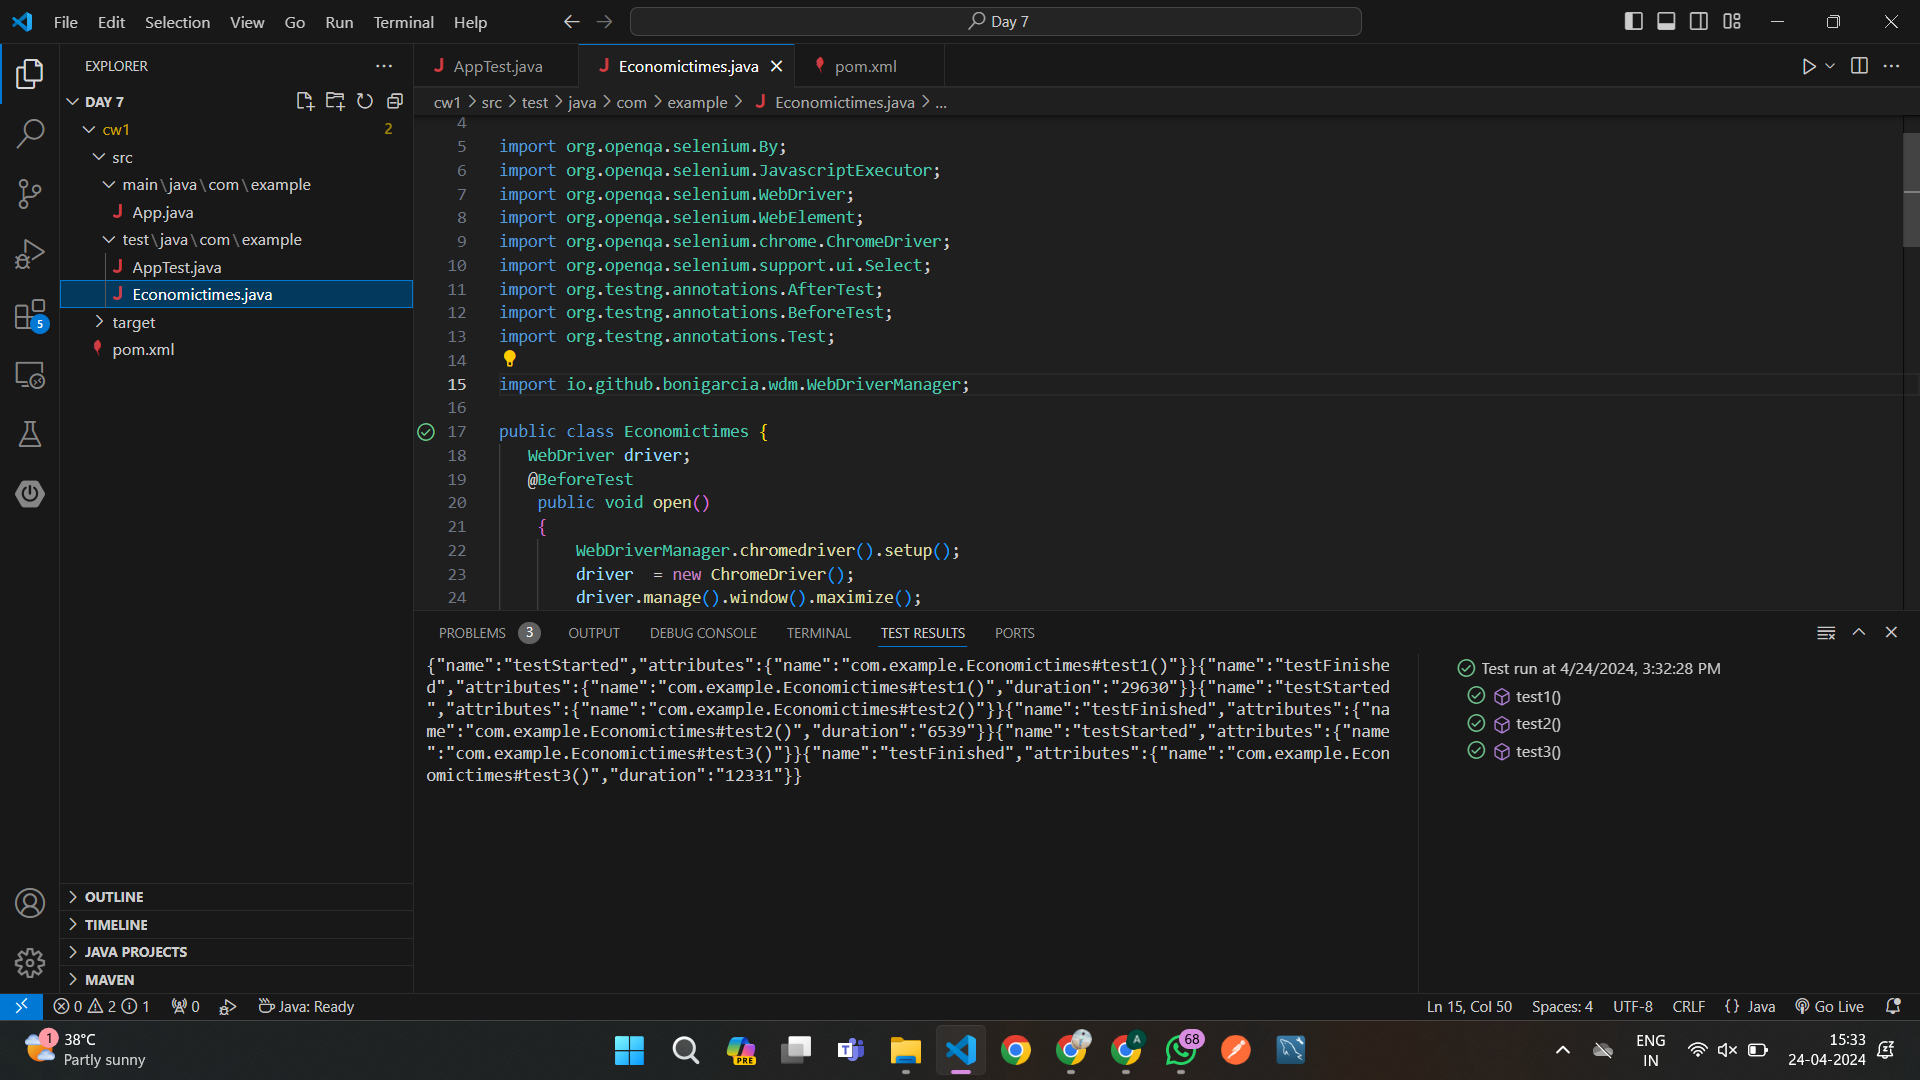 File Edit Selection View Go Run Terminal Help
Day 7
EXPLORER
DAY 7
cw1
2
src
main\java\com\example
App.java
test\java\com\example
AppTest.java
Economictimes.java
target
pom.xml
5
OUTLINE
TIMELINE
JAVA PROJECTS
MAVEN
AppTest.java
Economictimes.java
pom.xml
cw1 > src > test > java > com > example > Economictimes.java > ...
4
5 import org.openqa.selenium.By;
6 import org.openqa.selenium.JavascriptExecutor;
7 import org.openqa.selenium.WebDriver;
8 import org.openqa.selenium.WebElement;
9 import org.openqa.selenium.chrome.ChromeDriver;
10 import org.openqa.selenium.support.ui.Select;
11 import org.testng.annotations.AfterTest;
12 import org.testng.annotations.BeforeTest;
13 import org.testng.annotations.Test;
14
15 import io.github.bonigarcia.wdm.WebDriverManager;
16
17 public class Economictimes {
18 WebDriver driver;
19 @BeforeTest
20 public void open()
21 {
22 WebDriverManager.chromedriver().setup();
23 driver  = new ChromeDriver();
24 driver.manage().window().maximize();
PROBLEMS 3 OUTPUT DEBUG CONSOLE TERMINAL TEST RESULTS PORTS
{"name":"testStarted","attributes":{"name":"com.example.Economictimes#test1()"}}{"name":"testFinishe
d","attributes":{"name":"com.example.Economictimes#test1()","duration":"29630"}}{"name":"testStarted
","attributes":{"name":"com.example.Economictimes#test2()"}}{"name":"testFinished","attributes":{"na
me":"com.example.Economictimes#test2()","duration":"6539"}}{"name":"testStarted","attributes":{"name
":"com.example.Economictimes#test3()"}}{"name":"testFinished","attributes":{"name":"com.example.Econ
omictimes#test3()","duration":"12331"}}
Test run at 4/24/2024, 3:32:28 PM
test1()
test2()
test3()
0 2 1 0 Java: Ready
Ln 15, Col 50 Spaces: 4 UTF-8 CRLF {} Java Go Live
1
38°C
Partly sunny
PRE
A
68
ENG
IN
15:33
24-04-2024